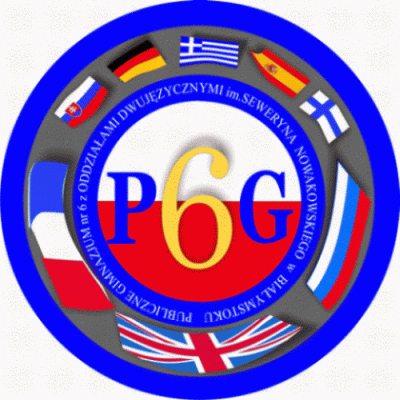 PUBLICZNE GIMNAZJUM nr 6 z ODDZIAŁAMI DWUJĘZYCZNYMI im.SEWERYNA NOWAKOWSKIEGO w BIAŁYMSTOKU
P6G